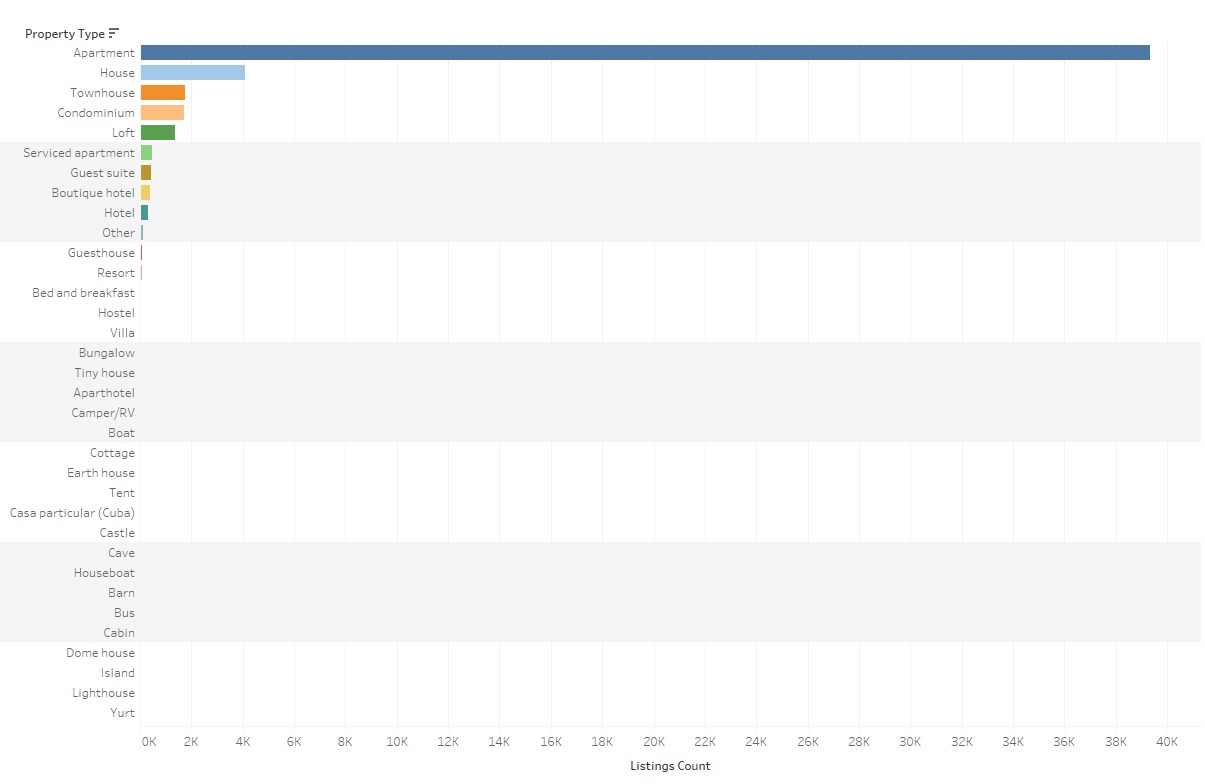 Property Type
Apartment
House
Townhouse
Condominium
Loft
Serviced apartment
Guest suite
Boutique hotel
Hotel
Other
Guesthouse
Resort
Bed and breakfast
Hostel
Villa
Bungalow
Tiny house
Aparthotel
Camper/RV
Boat
Cottage
Earth house
Tent
Casa particular (Cuba)
Castle
Cave
Houseboat
Barn
Bus
Cabin
Dome house
Island
Lighthouse
Yurt
0K 2K 4K 6K 8K 10K 12K 14K 16K 18K 20K 22K 24K 26K 28K 30K 32K 34K 36K 38K 40K
Listings Count